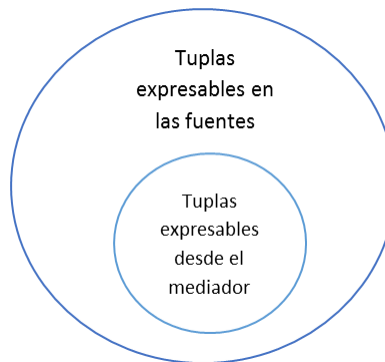 Tuplas
expresables en
las fuentes
Tuplas
expresables
desde el
mediador